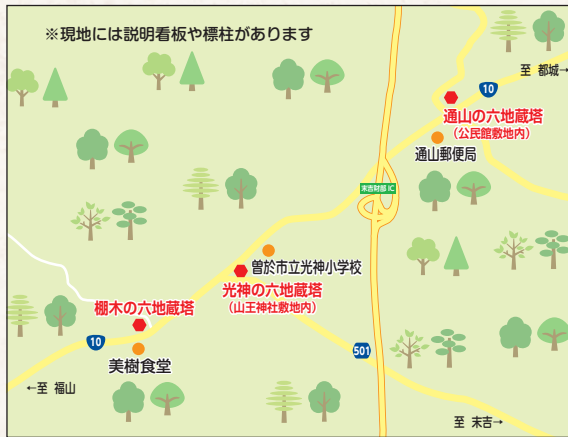 ※現地には説明看板や標柱があります
至 都城→
10
通山の六地蔵塔
（公民館敷地内）
通山郵便局
末吉財部 IC
曽於市立光神小学校
光神の六地蔵塔
（山王神社敷地内）
棚木の六地蔵塔
10
美樹食堂
501
←至 福山
至 末吉→